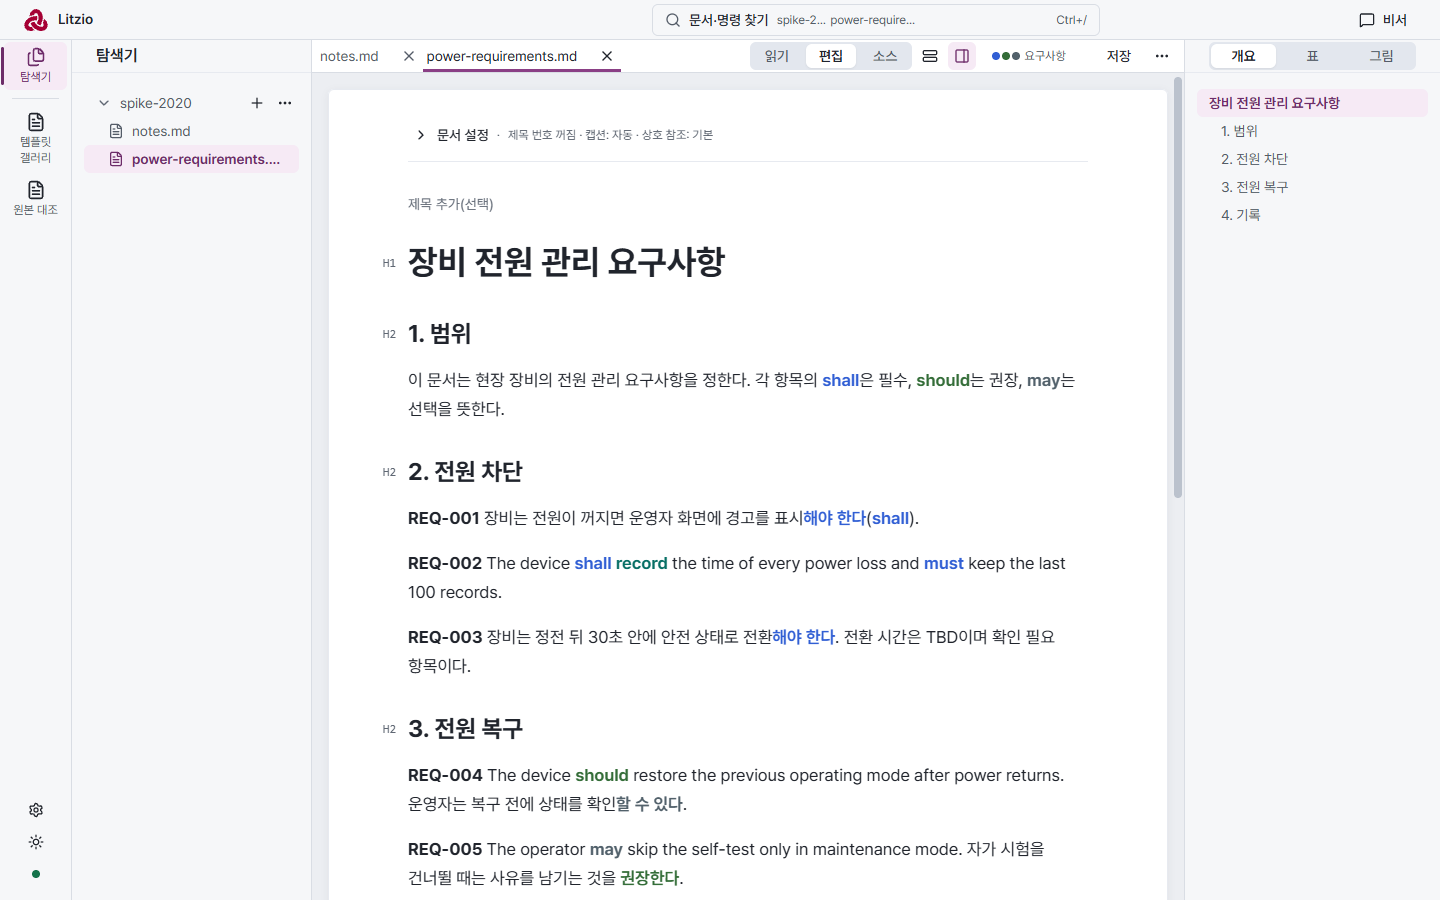 Litzio
문서·명령 찾기 spike-2... power-require... Ctrl+/
비서
탐색기
템플릿
갤러리
원본 대조
탐색기
spike-2020
notes.md
power-requirements....
notes.md
power-requirements.md
읽기 편집 소스
요구사항
저장
문서 설정 · 제목 번호 꺼짐 · 캡션: 자동 · 상호 참조: 기본
제목 추가(선택)
H1 장비 전원 관리 요구사항
H2 1. 범위
이 문서는 현장 장비의 전원 관리 요구사항을 정한다. 각 항목의 shall은 필수, should는 권장, may는
선택을 뜻한다.
H2 2. 전원 차단
REQ-001 장비는 전원이 꺼지면 운영자 화면에 경고를 표시해야 한다(shall).
REQ-002 The device shall record the time of every power loss and must keep the last
100 records.
REQ-003 장비는 정전 뒤 30초 안에 안전 상태로 전환해야 한다. 전환 시간은 TBD이며 확인 필요
항목이다.
H2 3. 전원 복구
REQ-004 The device should restore the previous operating mode after power returns.
운영자는 복구 전에 상태를 확인할 수 있다.
REQ-005 The operator may skip the self-test only in maintenance mode. 자가 시험을
건너뛸 때는 사유를 남기는 것을 권장한다.
개요 표 그림
장비 전원 관리 요구사항
1. 범위
2. 전원 차단
3. 전원 복구
4. 기록